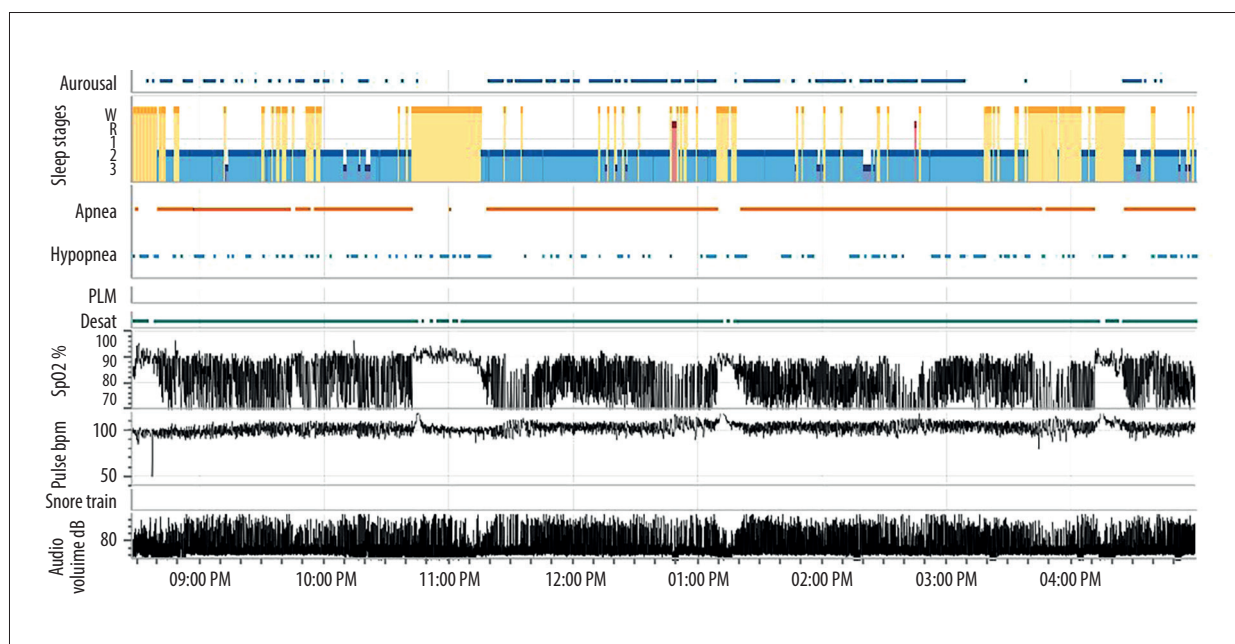 Aurousal
Sleep stages
W
R
1
2
3
Apnea
Hypopnea
PLM
Desat
SpO2 %
100
90
80
70
Pulse bpm
100
50
Snore train
Audio
voluime dB
80
09:00 PM 10:00 PM 11:00 PM 12:00 PM 01:00 PM 02:00 PM 03:00 PM 04:00 PM